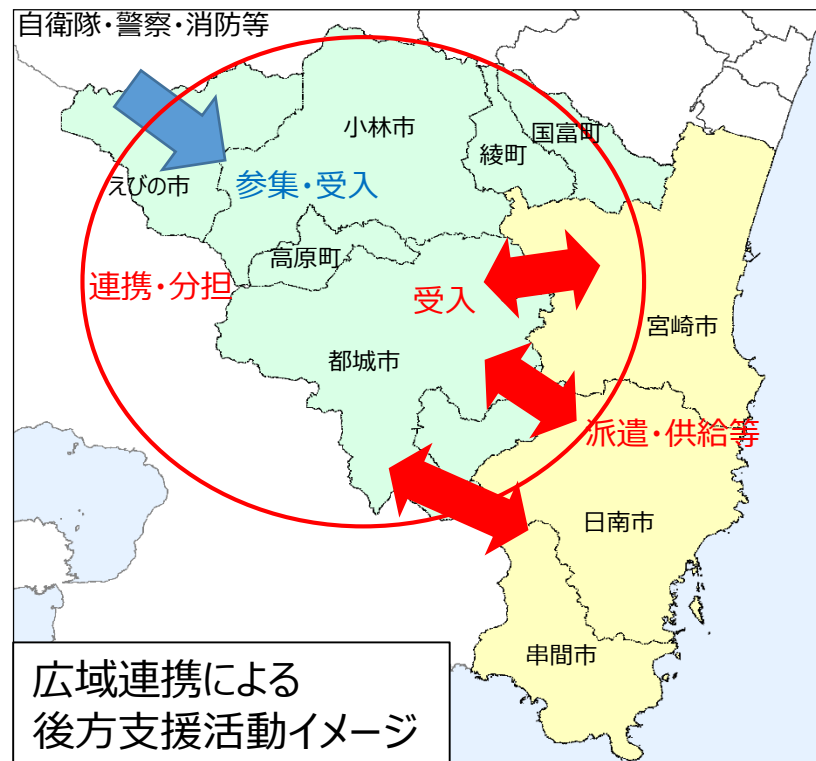 自衛隊・警察・消防等
小林市
国富町
綾町
えびの市
参集・受入
高原町
連携・分担
受入
宮崎市
都城市
派遣・供給等
日南市
串間市
広域連携による
後方支援活動イメージ